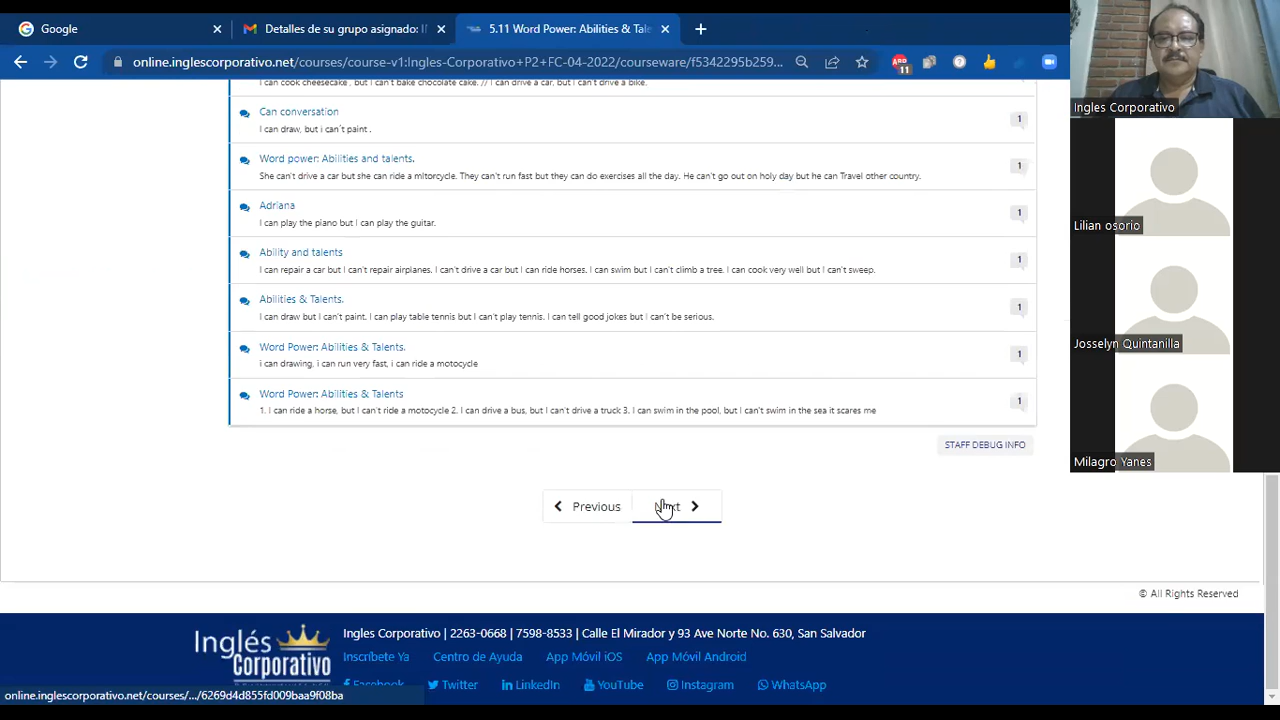 Google
Detalles de su grupo asignado: I
5.11 Word Power: Abilities & Tale
online.inglescorporativo.net/courses/course-v1:Ingles-Corporativo+P2+FC-04-2022/courseware/f5342295b259...
11
Ingles Corporativo
I can cook cheesecake , but I can't bake chocolate cake, // I can drive a car, but I can't drive a bike.
Can conversation
1
I can draw, but i can´t paint .
Word power: Abilities and talents.
1
She can't drive a car but she can ride a mltorcycle. They can't run fast but they can do exercises all the day. He can't go out on holy day but he can Travel other country.
Adriana
1
I can play the piano but I can play the guitar.
Lilian osorio
Ability and talents
1
I can repair a car but I can't repair airplanes. I can't drive a car but I can ride horses. I can swim but I can't climb a tree. I can cook very well but I can't sweep.
Abilities & Talents.
1
I can draw but I can't paint. I can play table tennis but I can't play tennis. I can tell good jokes but I can't be serious.
Josselyn Quintanilla
Word Power: Abilities & Talents.
1
i can drawing, i can run very fast, i can ride a motocycle
Word Power: Abilities & Talents
1
1. I can ride a horse, but I can't ride a motocycle 2. I can drive a bus, but I can't drive a truck 3. I can swim in the pool, but I can't swim in the sea it scares me
STAFF DEBUG INFO
Milagro Yanes
Previous
Next
© All Rights Reserved
Inglés Corporativo
Ingles Corporativo | 2263-0668 | 7598-8533 | Calle El Mirador y 93 Ave Norte No. 630, San Salvador
Inscríbete Ya Centro de Ayuda App Móvil iOS App Móvil Android
Facebook Twitter LinkedIn YouTube Instagram WhatsApp
online.inglescorporativo.net/courses/.../6269d4d855fd009baa9f08ba